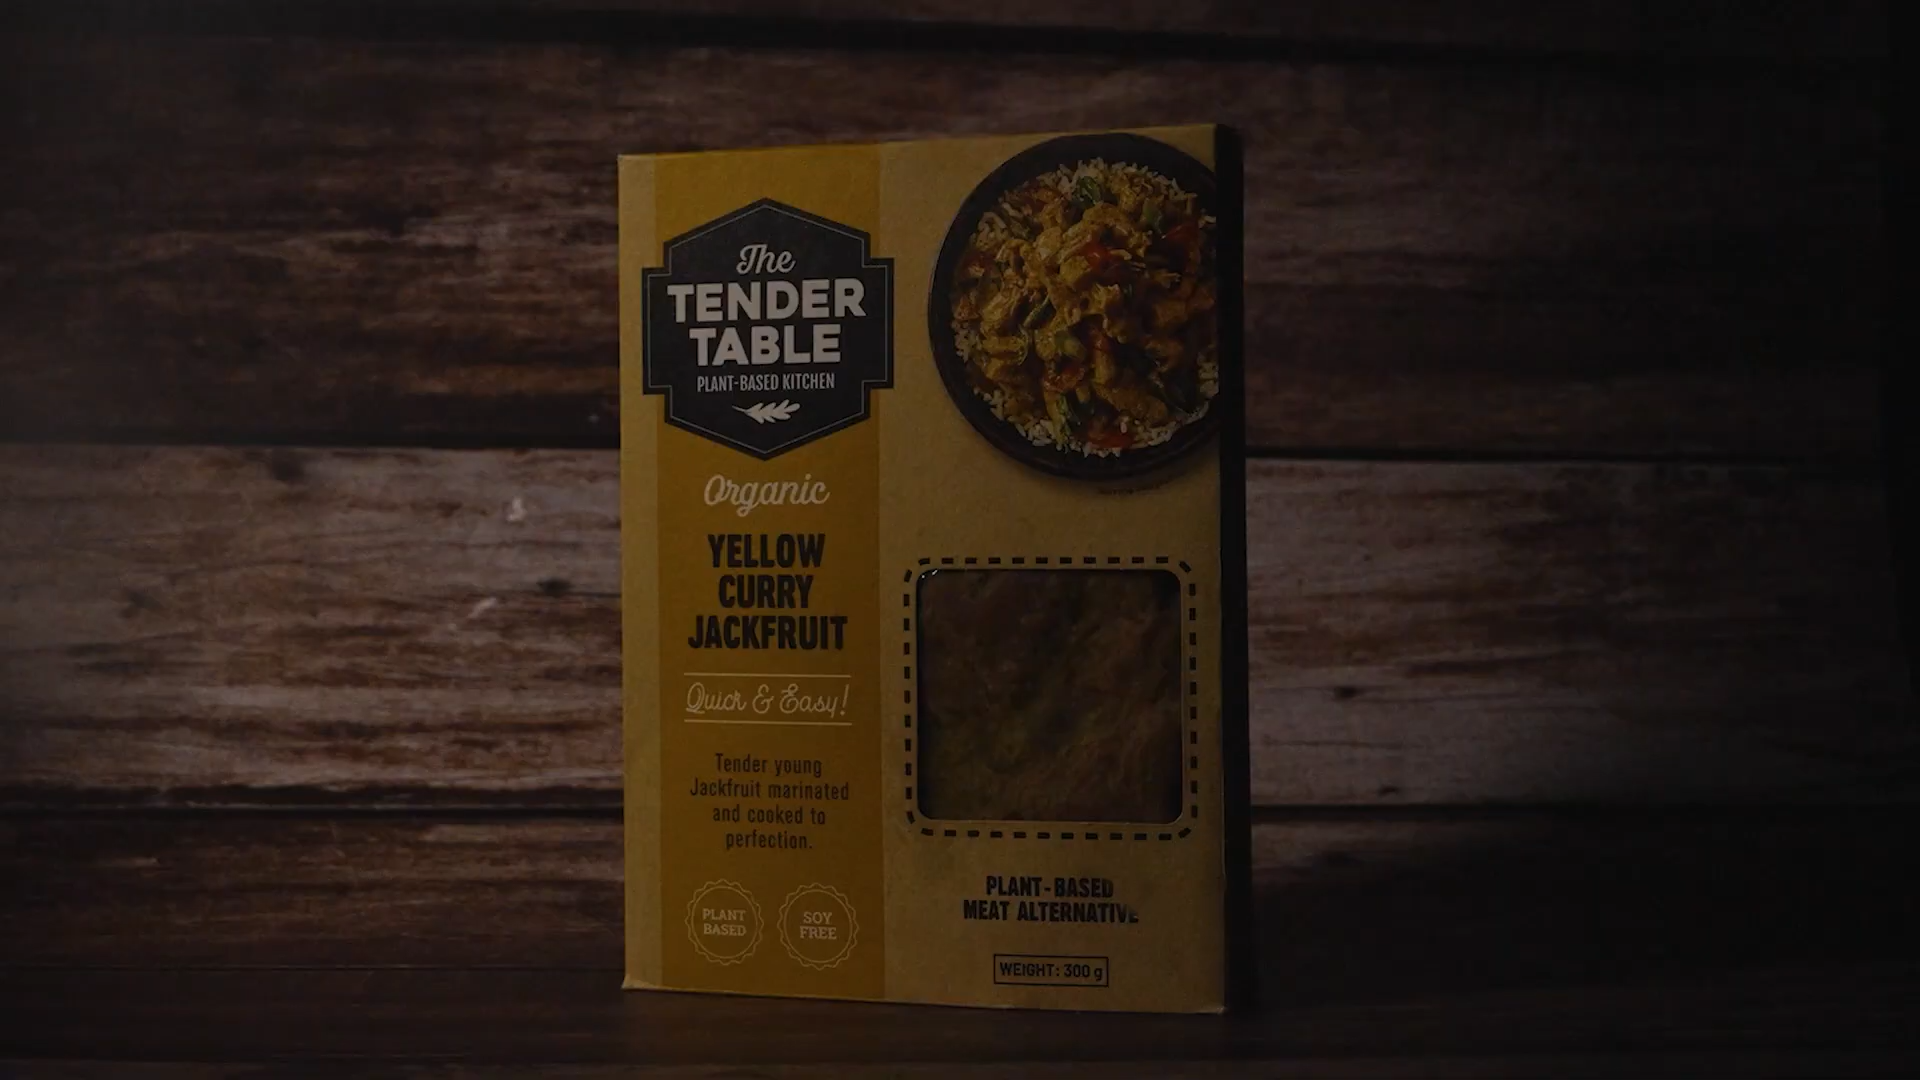 The
TENDER
TABLE
PLANT-BASED KITCHEN
Organic
YELLOW
CURRY
JACKFRUIT
Quick & Easy!
Tender young
Jackfruit marinated
and cooked to
perfection.
PLANT
BASED
SOY
FREE
PLANT-BASED
MEAT ALTERNATIVE
WEIGHT: 300 g